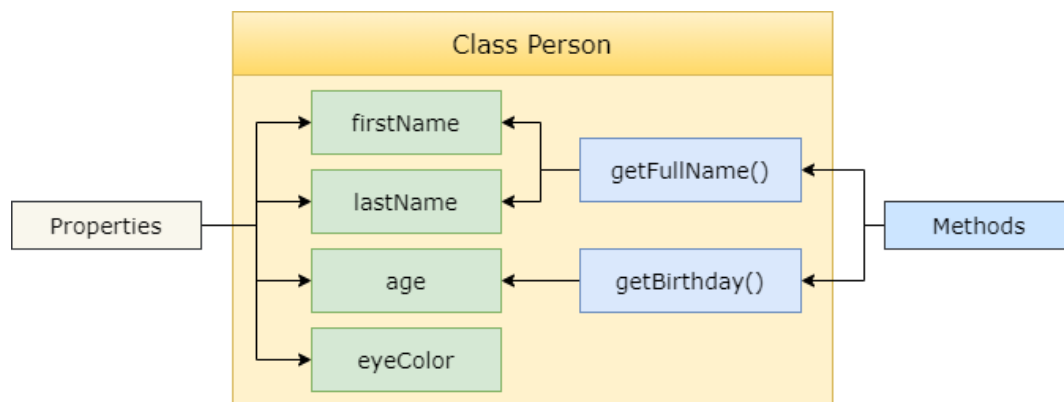 Class Person
firstName
getFullName()
lastName
Properties
Methods
age
getBirthday()
eyeColor